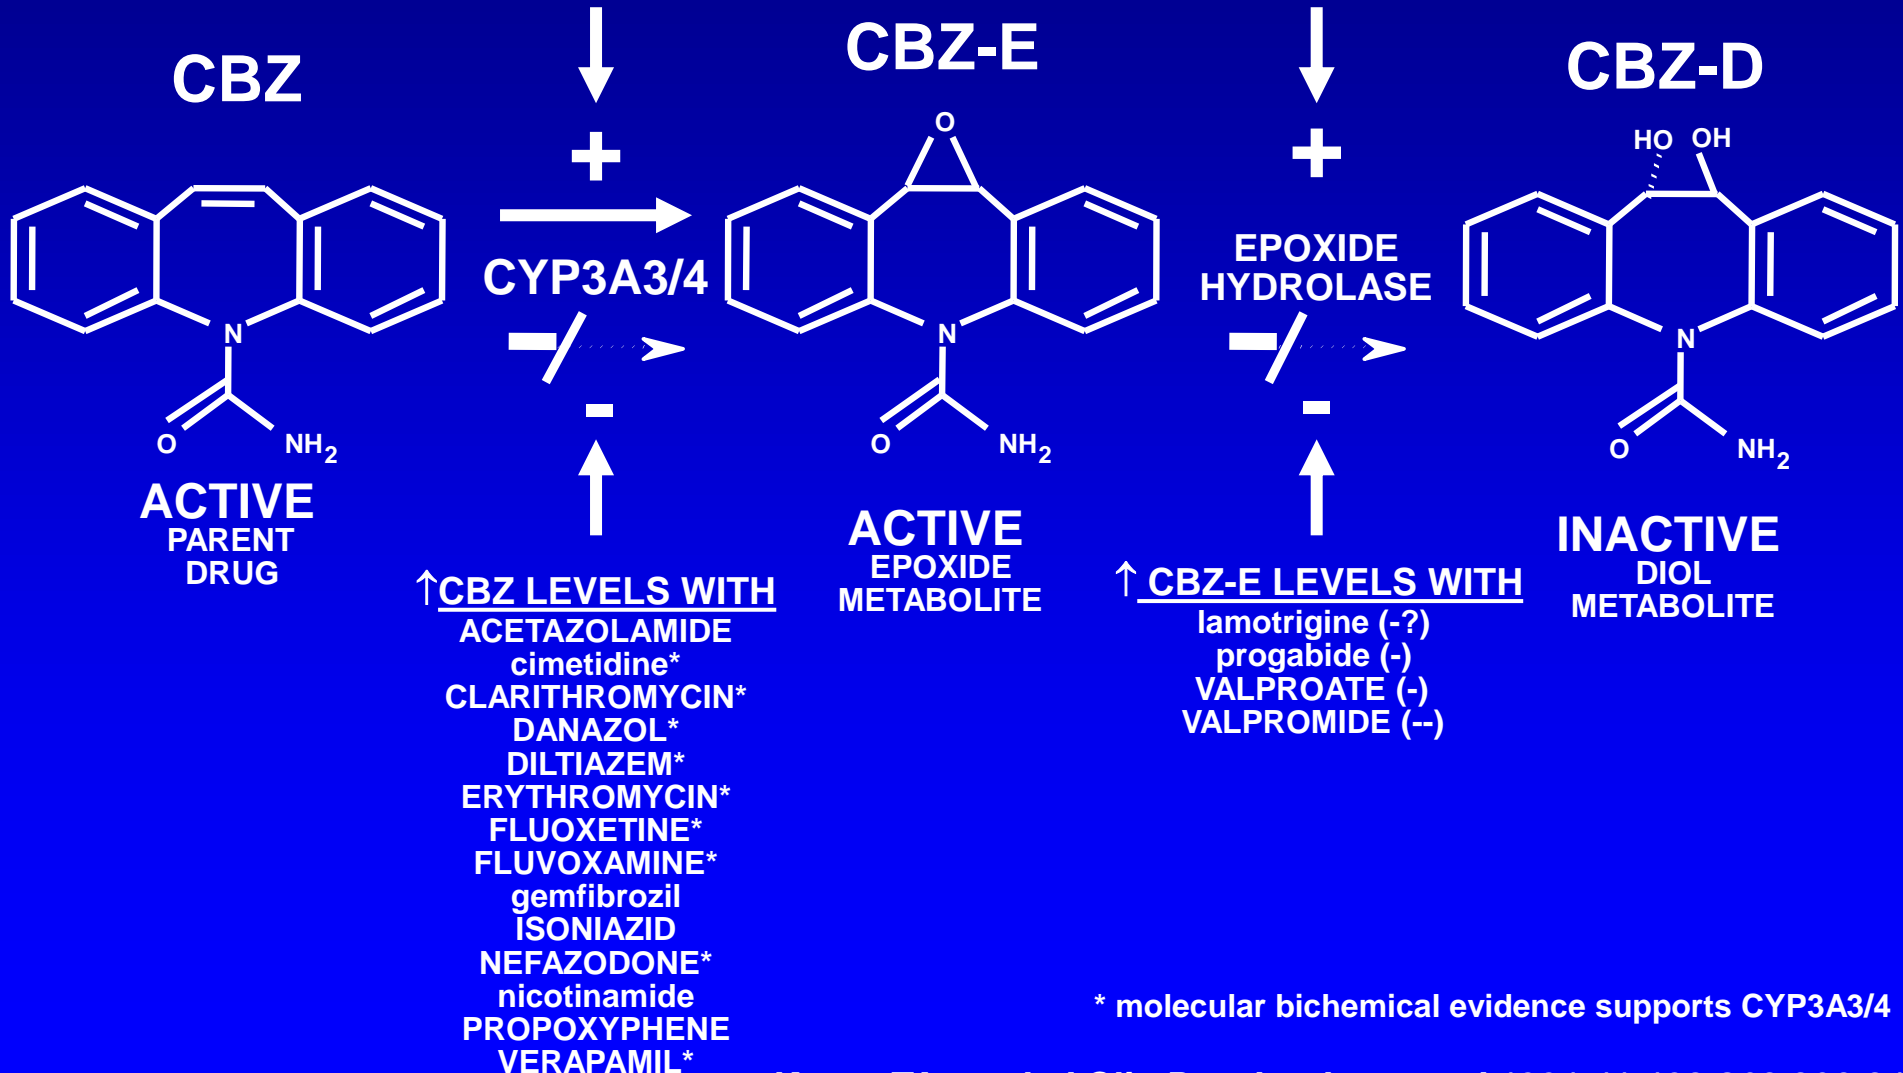 CBZ
+
CYP3A3/4
-
CBZ-E
+
EPOXIDE
HYDROLASE
-
CBZ-D
N
O
NH2
O
N
O
NH2
HO OH
N
O
NH2
ACTIVE
PARENT
DRUG
ACTIVE
EPOXIDE
METABOLITE
INACTIVE
DIOL
METABOLITE
↑CBZ LEVELS WITH
ACETAZOLAMIDE
cimetidine*
CLARITHROMYCIN*
DANAZOL*
DILTIAZEM*
ERYTHROMYCIN*
FLUOXETINE*
FLUVOXAMINE*
gemfibrozil
ISONIAZID
NEFAZODONE*
nicotinamide
PROPOXYPHENE
VERAPAMIL*
↑ CBZ-E LEVELS WITH
lamotrigine (-?)
progabide (-)
VALPROATE (-)
VALPROMIDE (--)
* molecular bichemical evidence supports CYP3A3/4